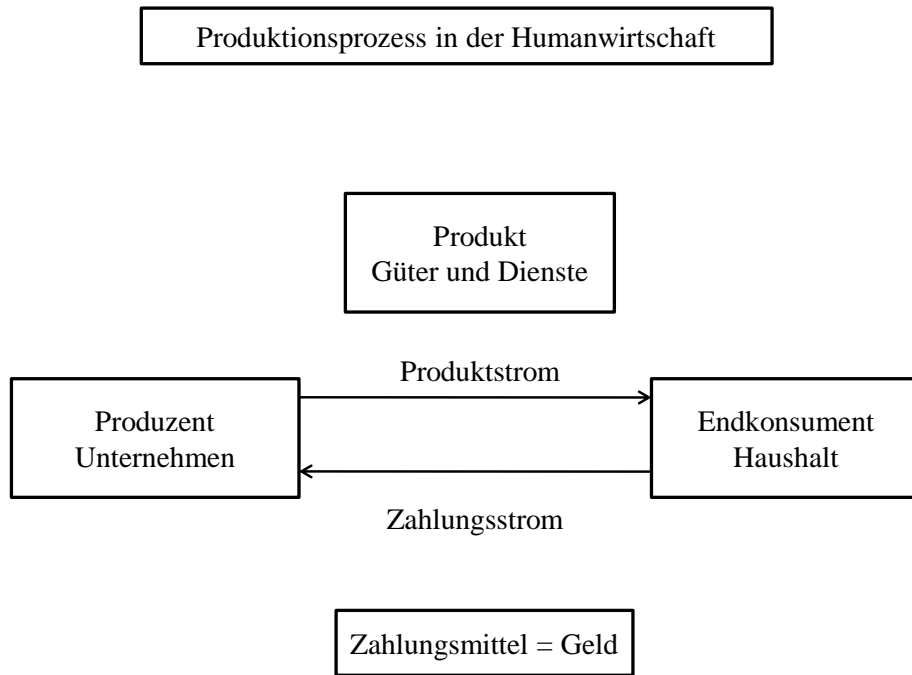 Produktionsprozess in der Humanwirtschaft
Produkt
Güter und Dienste
Produktstrom
Produzent
Unternehmen
Endkonsument
Haushalt
Zahlungsstrom
Zahlungsmittel = Geld